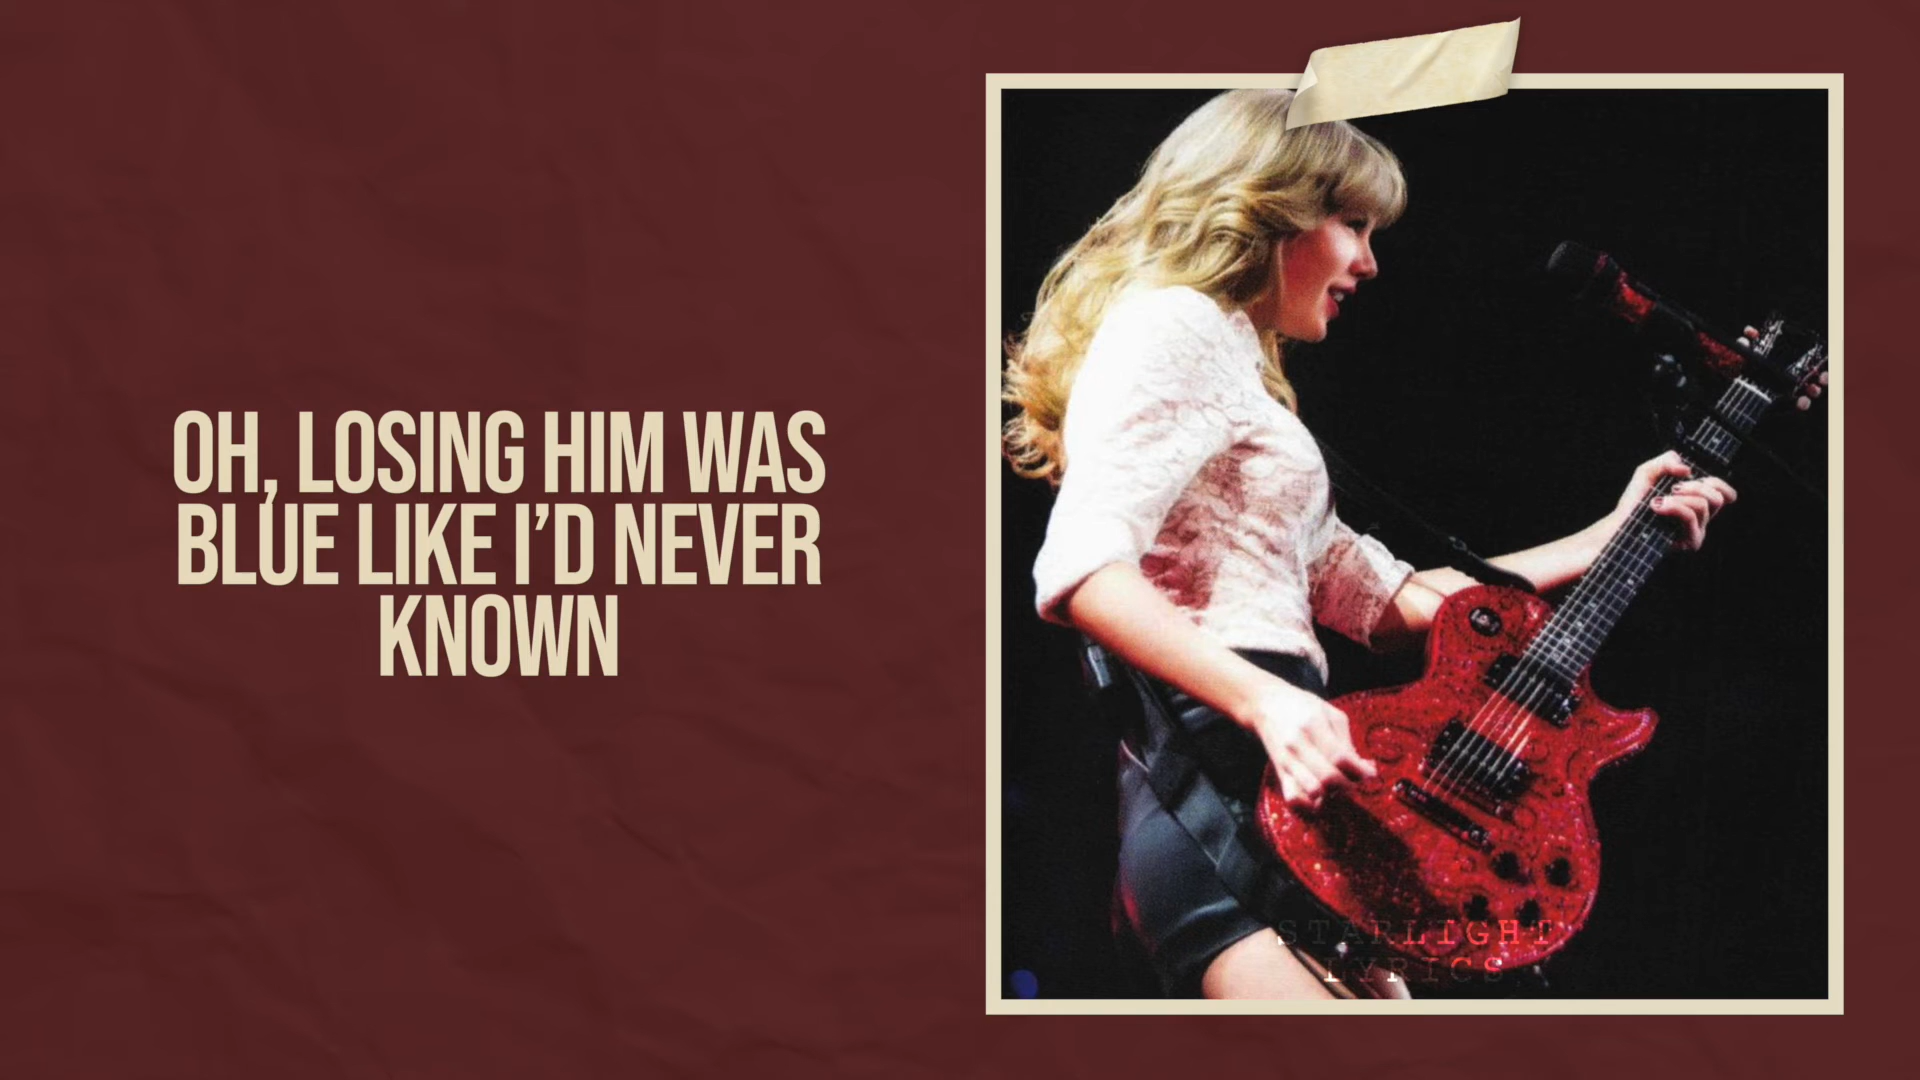 OH, LOSING HIM WAS
BLUE LIKE I'D NEVER
KNOWN
STARLIGHT
LYRICS